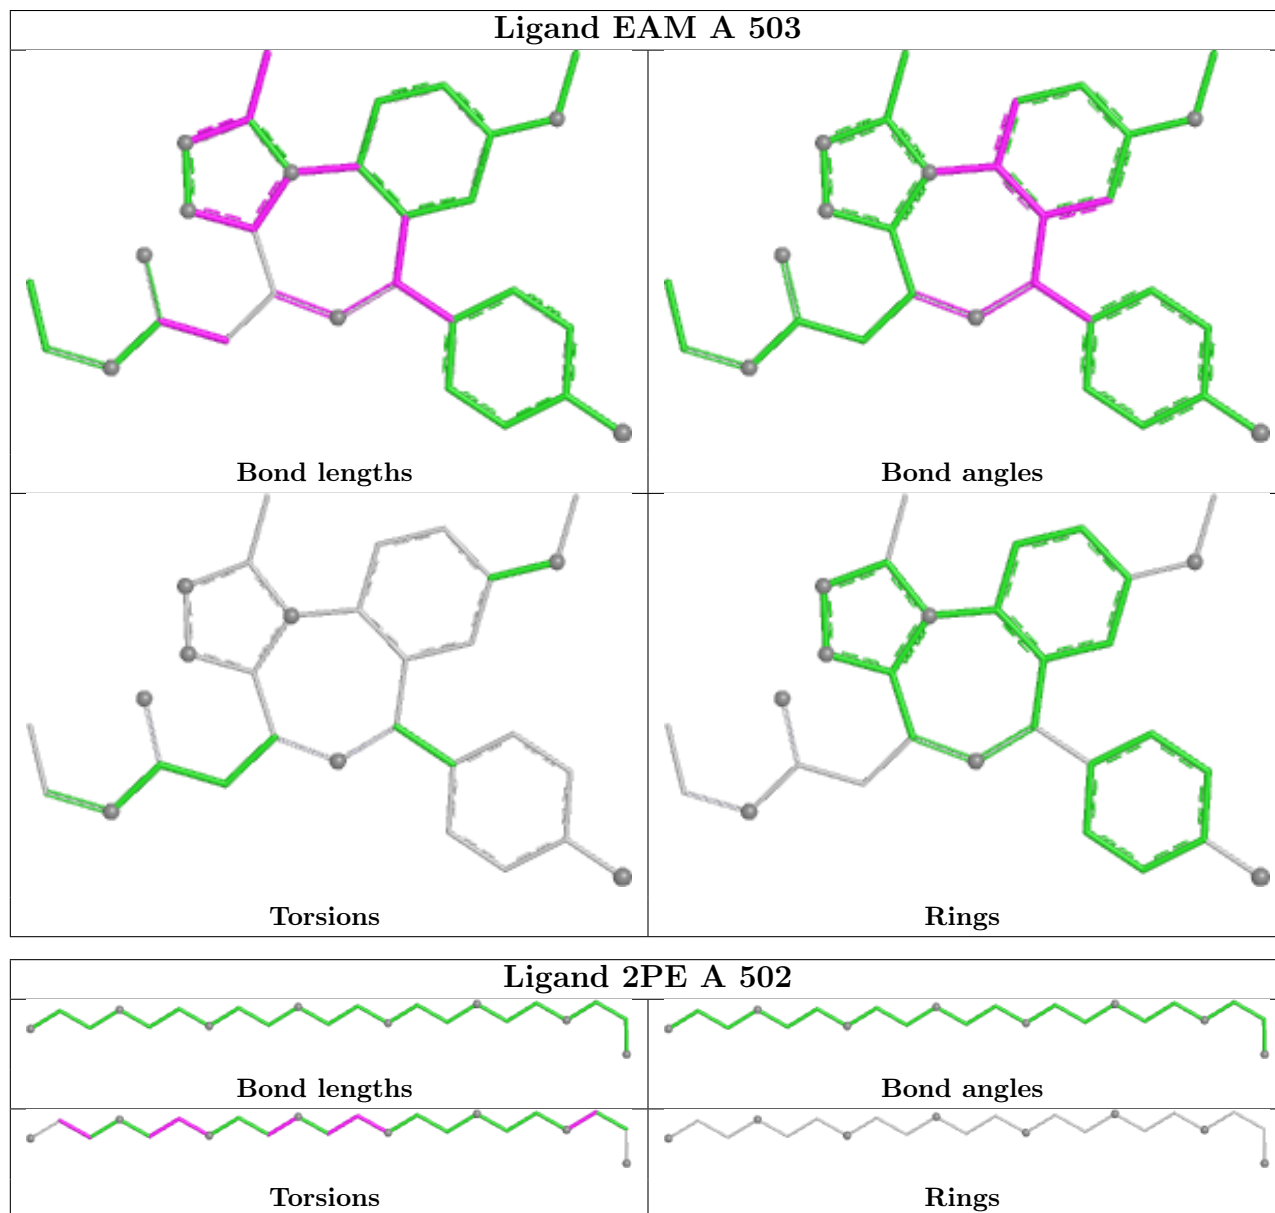 Ligand EAM A 503
Bond lengths
Bond angles
Torsions
Rings
Ligand 2PE A 502
Bond lengths
Bond angles
Torsions
Rings